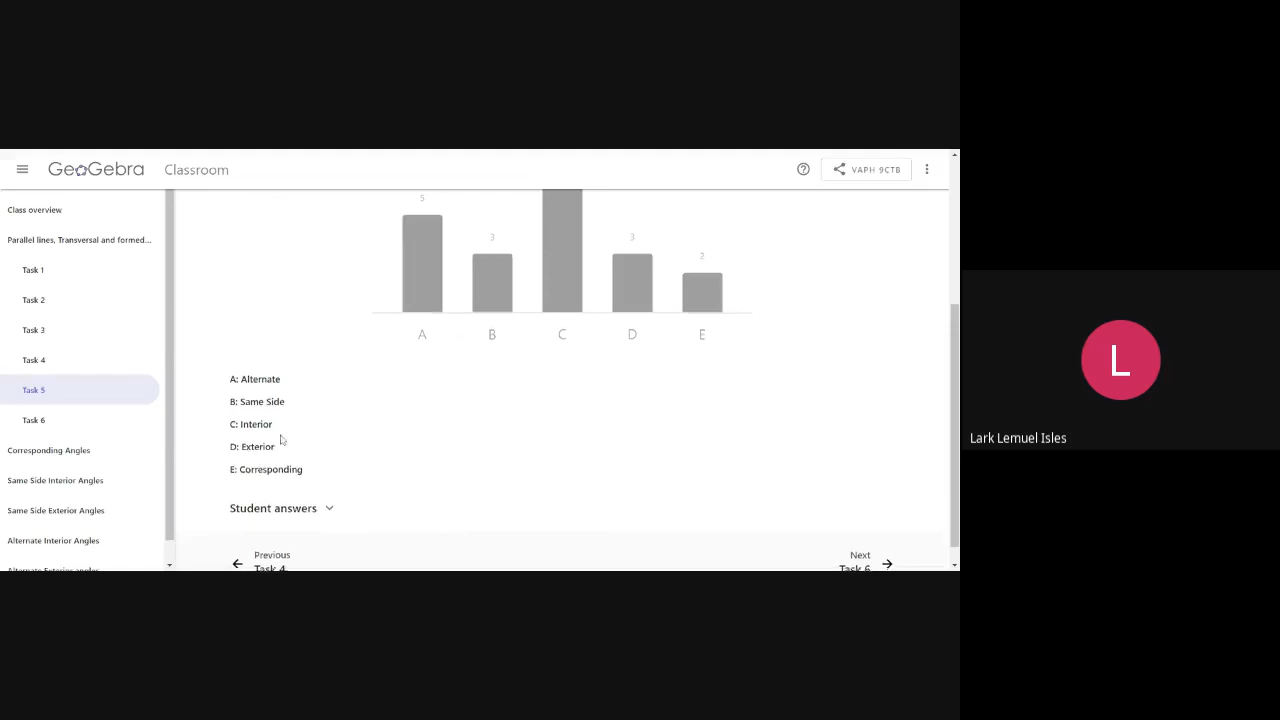 GeoGebra Classroom
VAPH 9CTB
Class overview
Parallel lines, Transversal and formed...
Task 1
Task 2
Task 3
Task 4
Task 5
Task 6
Corresponding Angles
Same Side Interior Angles
Same Side Exterior Angles
Alternate Interior Angles
Alternate Exterior angles
5
3
3
2
A B C D E
A: Alternate
B: Same Side
C: Interior
D: Exterior
E: Corresponding
Student answers
Previous
Task 4
Next
Task 6
L
Lark Lemuel Isles